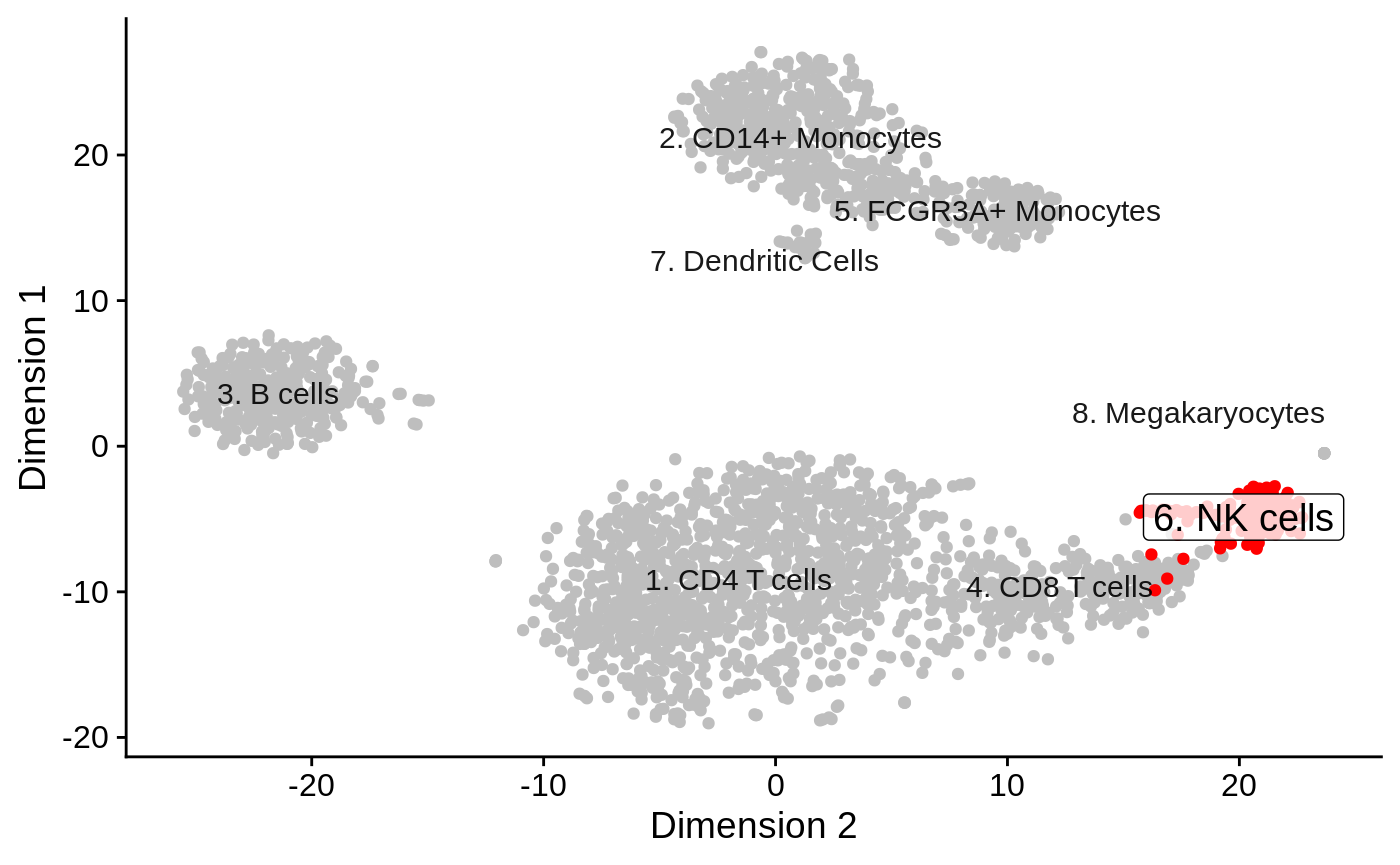 2. CD14+ Monocytes
5. FCGR3A+ Monocytes
7. Dendritic Cells
3. B cells
8. Megakaryocytes
6. NK cells
1. CD4 T cells
4. CD8 T cells
Dimension 1
20
10
0
-10
-20
-20
-10
0
10
20
Dimension 2